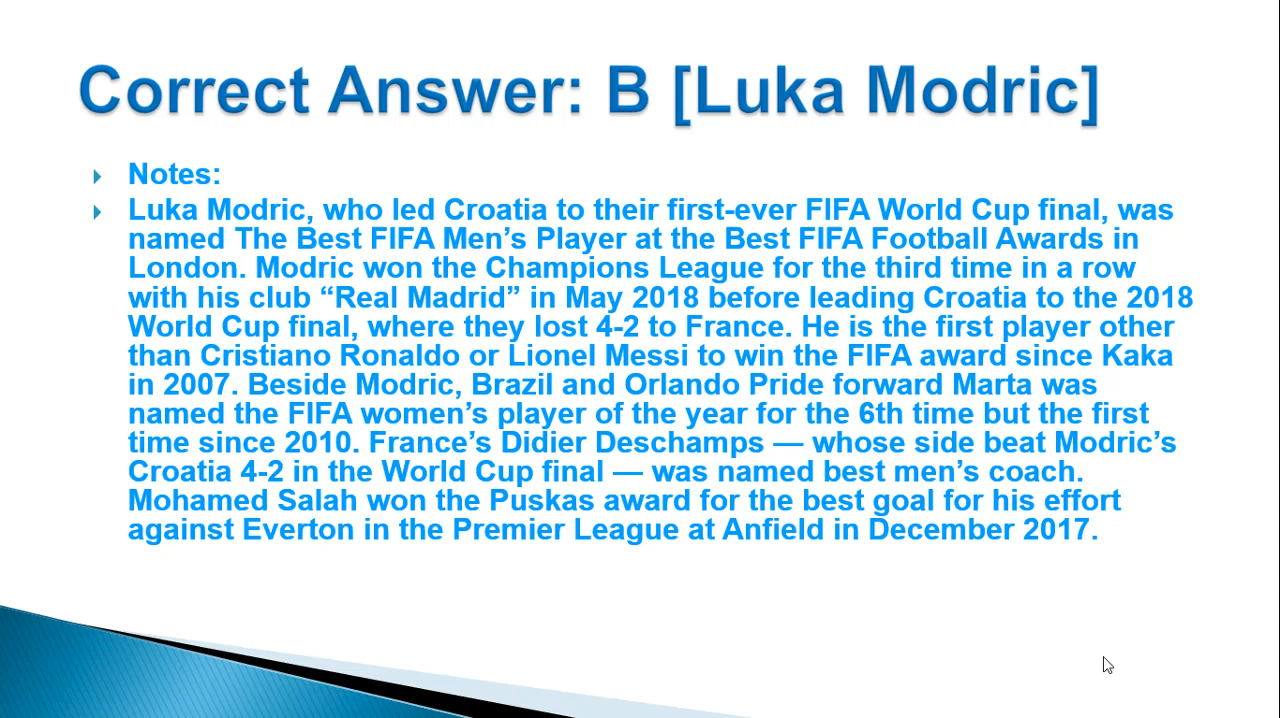 Correct Answer: B [Luka Modric]
Notes:
Luka Modric, who led Croatia to their first-ever FIFA World Cup final, was
named The Best FIFA Men’s Player at the Best FIFA Football Awards in
London. Modric won the Champions League for the third time in a row
with his club “Real Madrid” in May 2018 before leading Croatia to the 2018
World Cup final, where they lost 4-2 to France. He is the first player other
than Cristiano Ronaldo or Lionel Messi to win the FIFA award since Kaka
in 2007. Beside Modric, Brazil and Orlando Pride forward Marta was
named the FIFA women’s player of the year for the 6th time but the first
time since 2010. France’s Didier Deschamps — whose side beat Modric’s
Croatia 4-2 in the World Cup final — was named best men’s coach.
Mohamed Salah won the Puskas award for the best goal for his effort
against Everton in the Premier League at Anfield in December 2017.